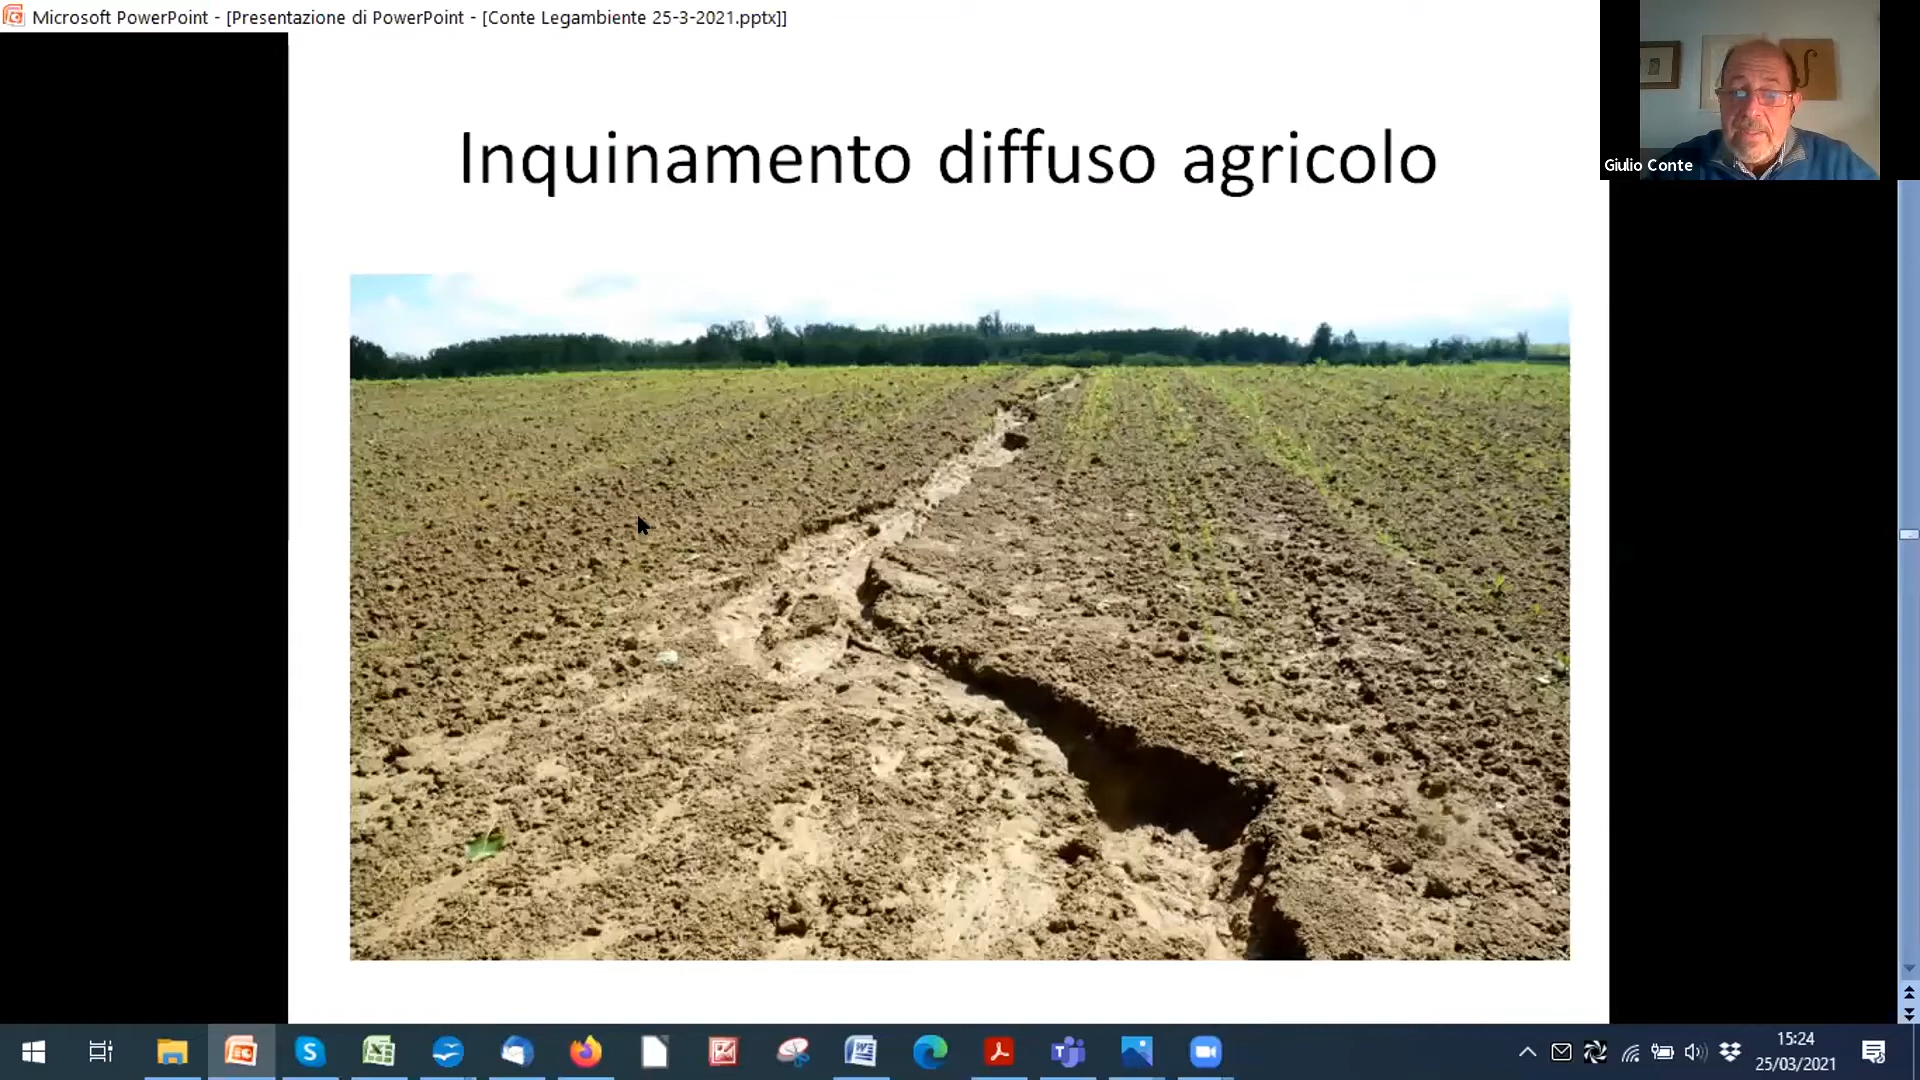 Microsoft PowerPoint - [Presentazione di PowerPoint - [Conte Legambiente 25-3-2021.pptx]]
Inquinamento diffuso agricolo
Giulio Conte
15:24
25/03/2021